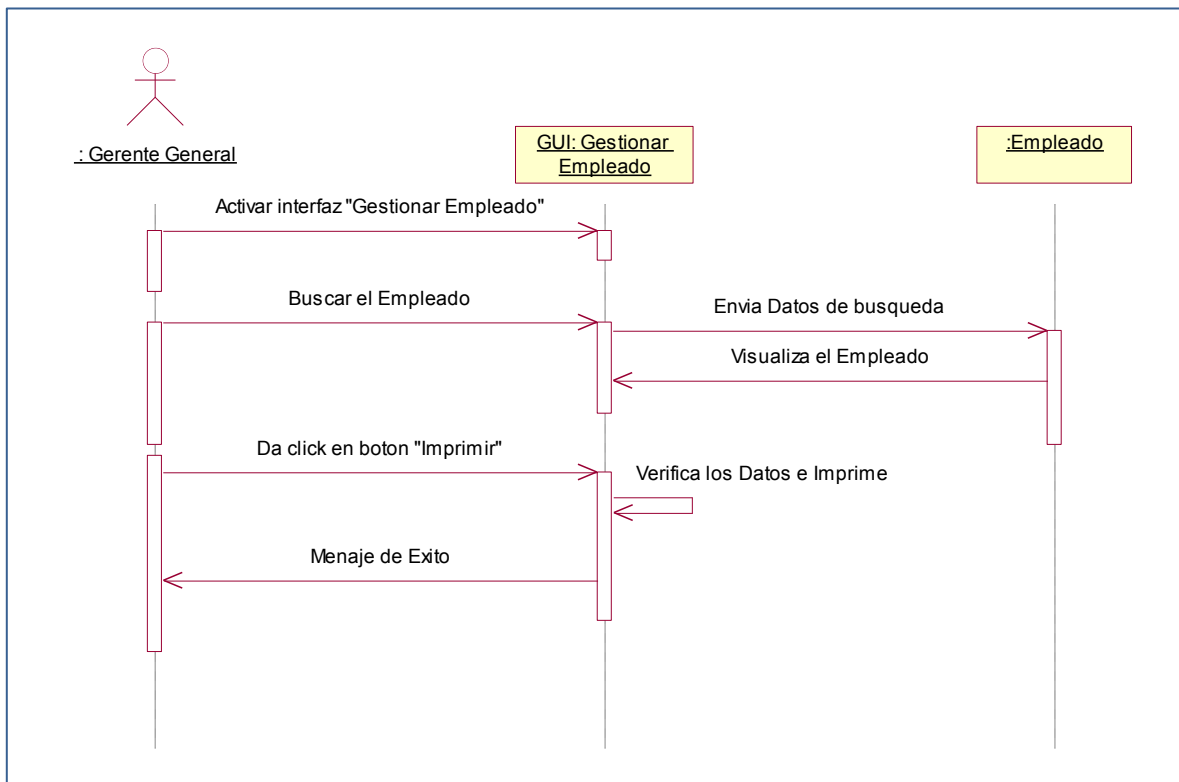 : Gerente General
GUI: Gestionar
Empleado
:Empleado
Activar interfaz "Gestionar Empleado"
Buscar el Empleado
Envia Datos de busqueda
Visualiza el Empleado
Da click en boton "Imprimir"
Verifica los Datos e Imprime
Menaje de Exito